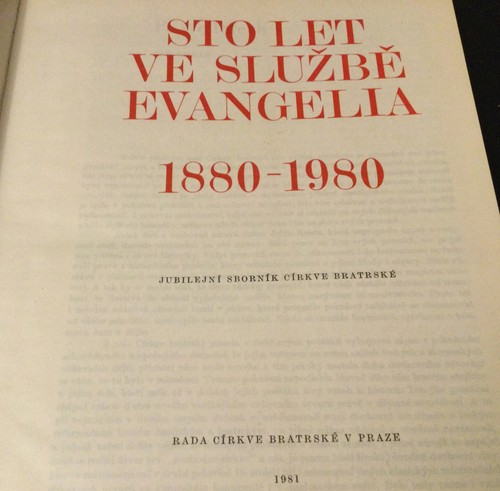 STO LET
VE SLUŽBĚ
EVANGELIA
1880-1980
JUBILEJNÍ SBORNÍK CÍRKVE BRATRSKÉ
RADA CÍRKVE BRATRSKÉ V PRAZE
1981